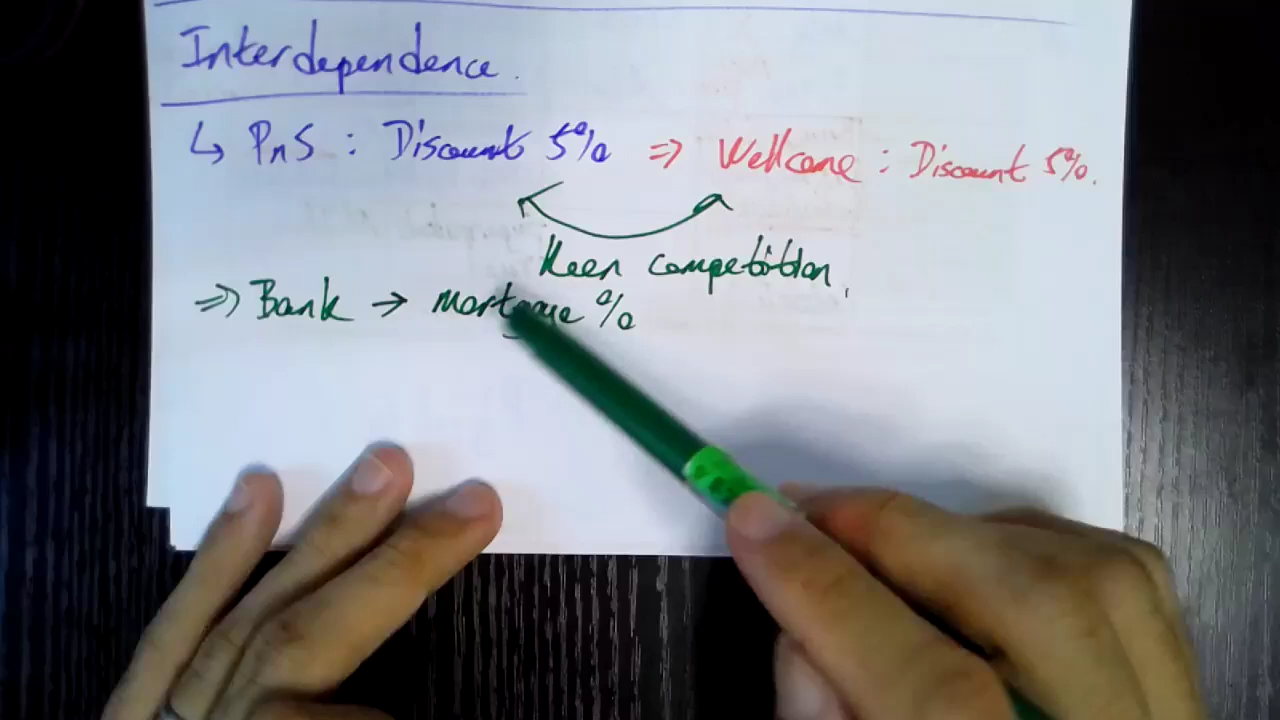 Interdependence.
↳ PnS : Discount 5% ⇒ Wellcome : Discount 5%.
Keen competition,
⇒ Bank → mortgage %